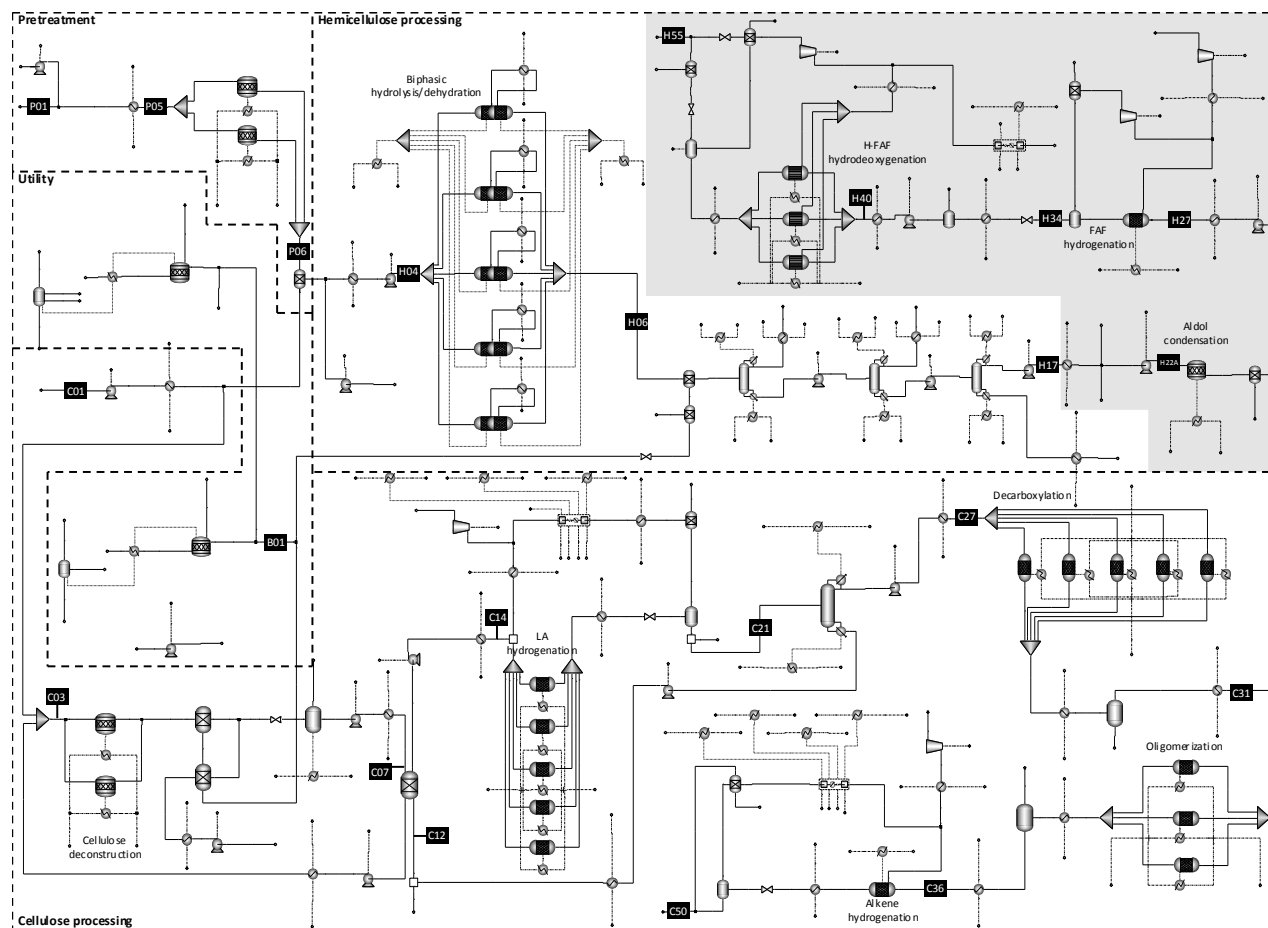 Pretreatment
Hemicellulose processing
H55
Biphasic
hydrolysis/dehydration
P01
P05
H-FAF
hydrodeoxygenation
Utility
H40
H34
H27
FAF
hydrogenation
P06
H04
H06
Aldol
condensation
H17
H22A
C01
Decarboxylation
C27
B01
C14
C21
LA
hydrogenation
C03
C31
Oligomerization
C07
C12
Cellulose
deconstruction
C36
C50
Alkene
hydrogenation
Cellulose processing